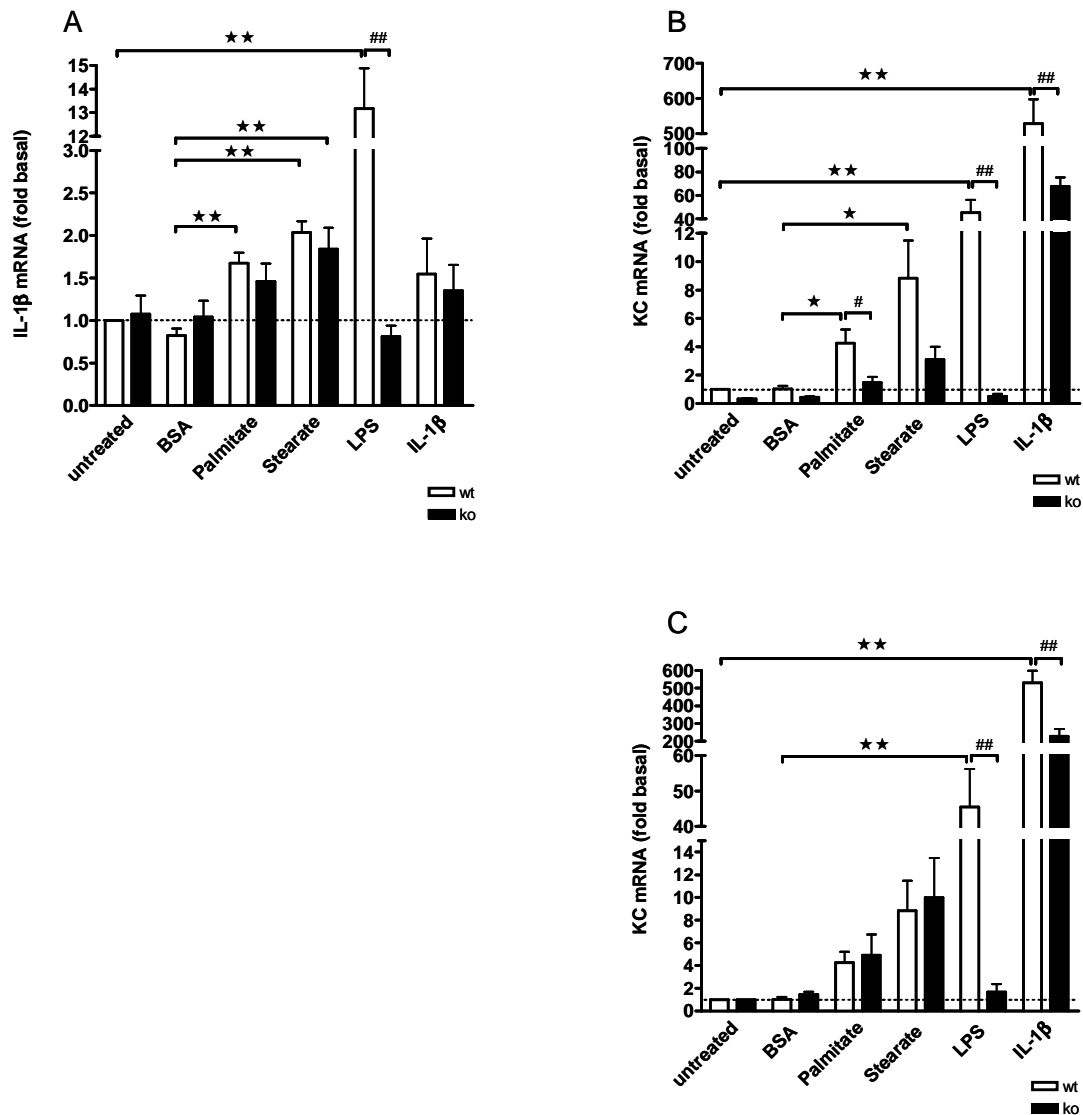 A
★★
##
IL-1β mRNA (fold basal)
15
14
13
12
3.0
2.5
2.0
1.5
1.0
0.5
0.0
★★
★★
★★
untreated
BSA
Palmitate
Stearate
LPS
IL-1β
wt
ko
B
★★
##
KC mRNA (fold basal)
700
600
500
100
80
60
40
20
12
10
8
6
4
2
0
★★
##
★
★
#
untreated
BSA
Palmitate
Stearate
LPS
IL-1β
wt
ko
C
★★
##
KC mRNA (fold basal)
600
500
400
300
200
60
50
40
14
12
10
8
6
4
2
0
★★
##
untreated
BSA
Palmitate
Stearate
LPS
IL-1β
wt
ko